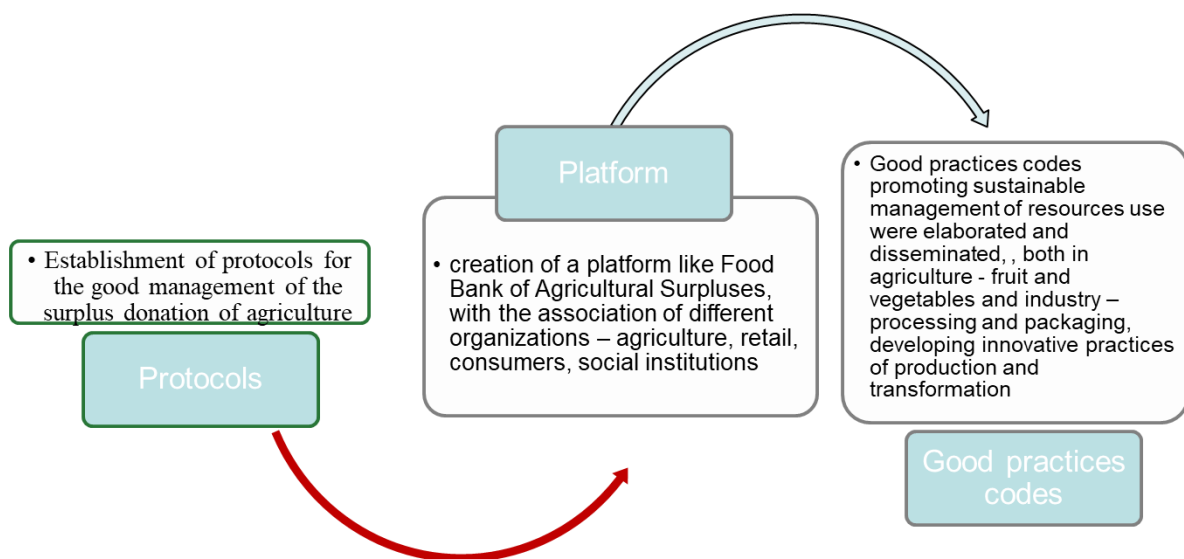 • Establishment of protocols for
the good management of the
surplus donation of agriculture
Protocols
Platform
• creation of a platform like Food
Bank of Agricultural Surpluses,
with the association of different
organizations – agriculture, retail,
consumers, social institutions
• Good practices codes
promoting sustainable
management of resources use
were elaborated and
disseminated, , both in
agriculture - fruit and
vegetables and industry –
processing and packaging,
developing innovative practices
of production and
transformation
Good practices
codes